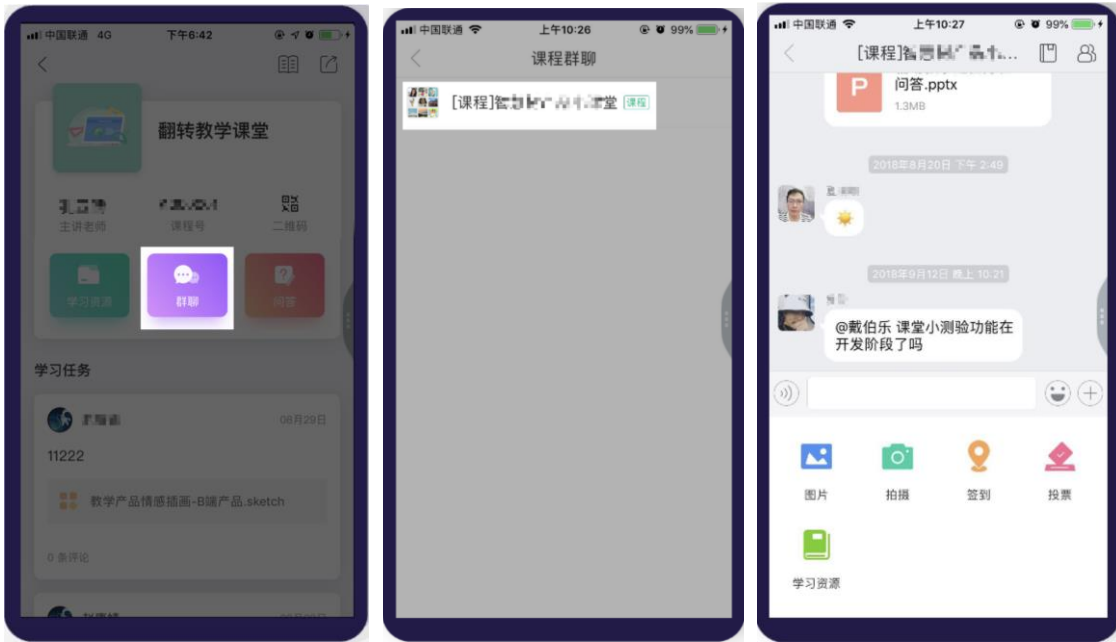 中国联通 4G 下午6:42
翻转教学课堂
主讲老师 课程号 二维码
学习资源 群聊 问答
学习任务
08月29日
11222
教学产品情感插画-B端产品.sketch
0 条评论
中国联通 上午10:26 99%
课程群聊
[课程]智 堂 课程
中国联通 上午10:27 99%
[课程]智慧 ...
P 问答.pptx
1.3MB
2018年8月20日 下午 2:49
2018年9月12日 晚上 10:21
@戴伯乐 课堂小测验功能在
开发阶段了吗
图片 拍摄 签到 投票
学习资源